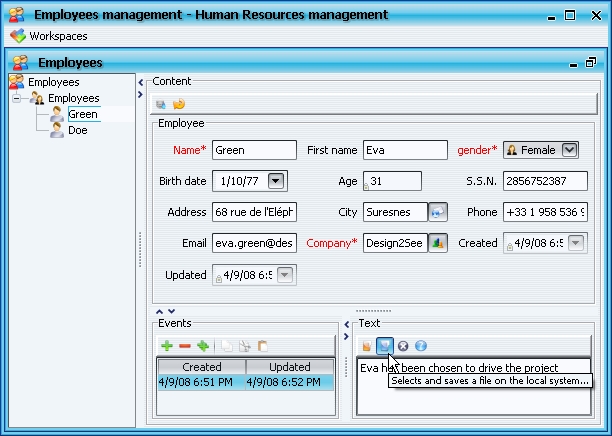 Employees management - Human Resources management
Workspaces
Employees
Employees
Employees
Green
Doe
Content
Employee
Name* Green First name Eva gender* Female
Birth date 1/10/77 Age 31 S.S.N. 2856752387
Address 68 rue de l'Eléph City Suresnes Phone +33 1 958 536 9
Email eva.green@des Company* Design2See Created 4/9/08 6:5
Updated 4/9/08 6:5
Events
Created Updated
4/9/08 6:51 PM 4/9/08 6:52 PM
Text
Eva has been chosen to drive the project
Selects and saves a file on the local system...